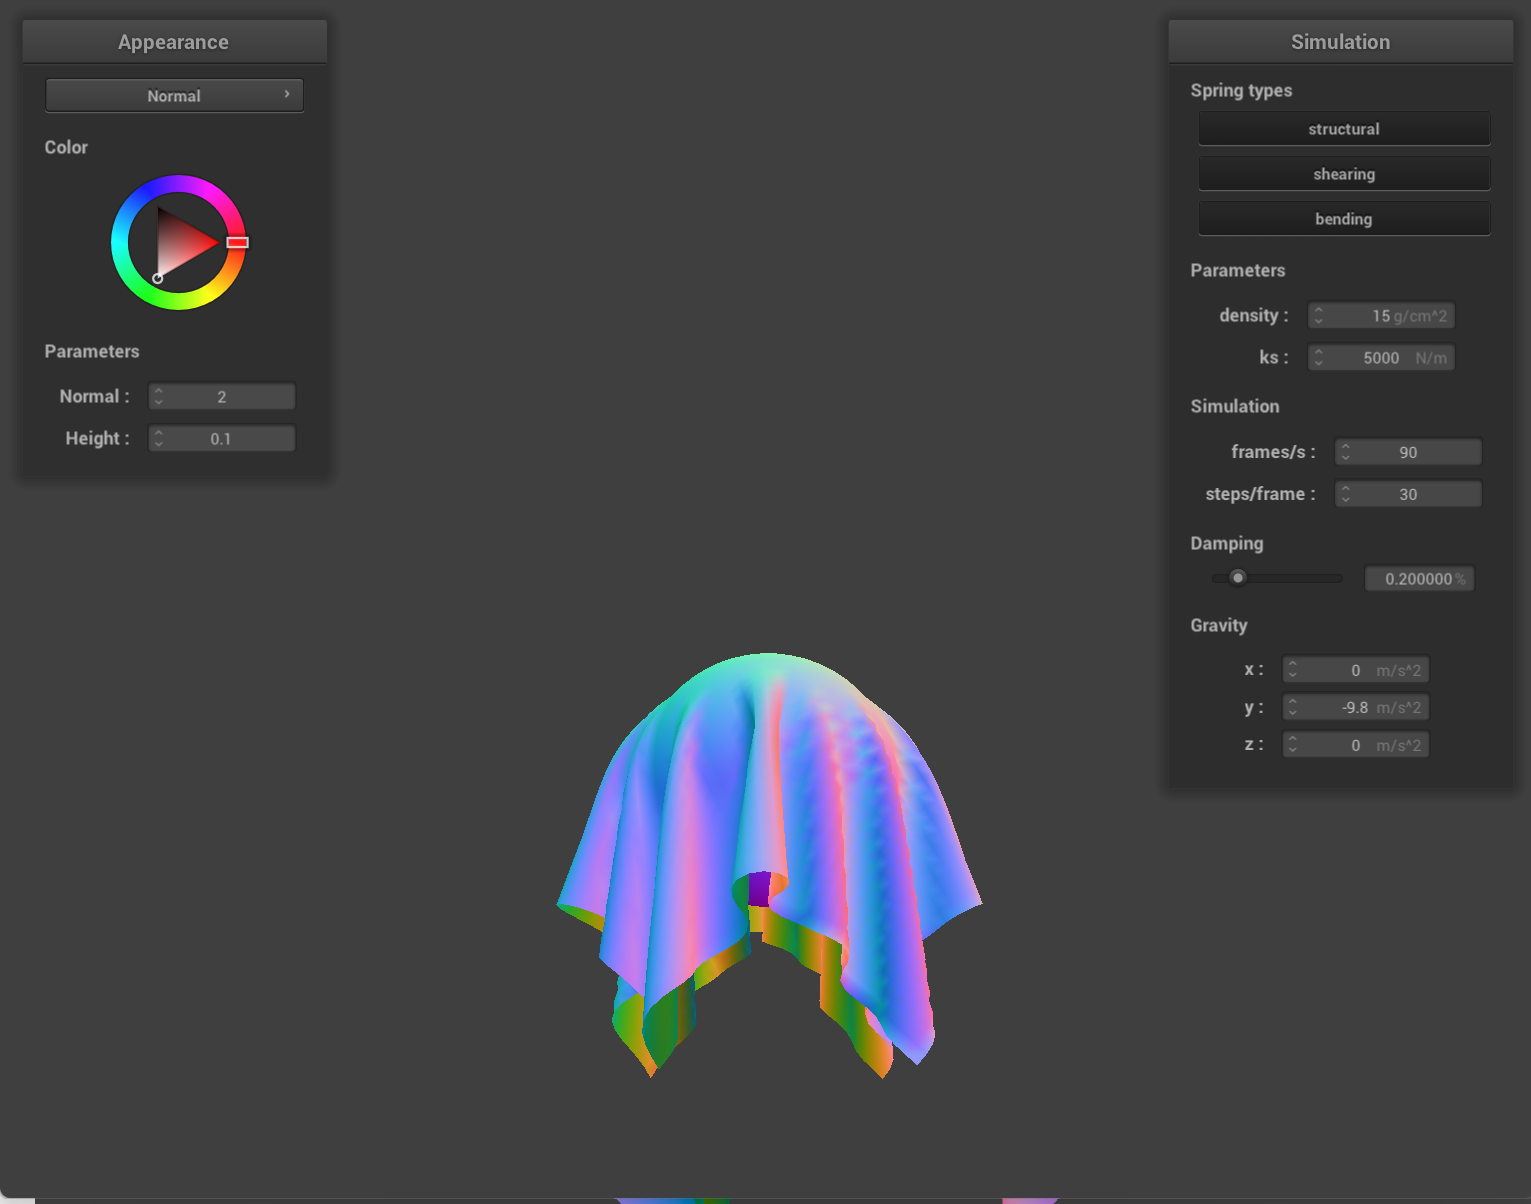 Appearance
Normal
Color
Parameters
Normal : 2
Height : 0.1
Simulation
Spring types
structural
shearing
bending
Parameters
density : 15 g/cm^2
ks : 5000 N/m
Simulation
frames/s : 90
steps/frame : 30
Damping
0.200000 %
Gravity
x : 0 m/s^2
y : -9.8 m/s^2
z : 0 m/s^2